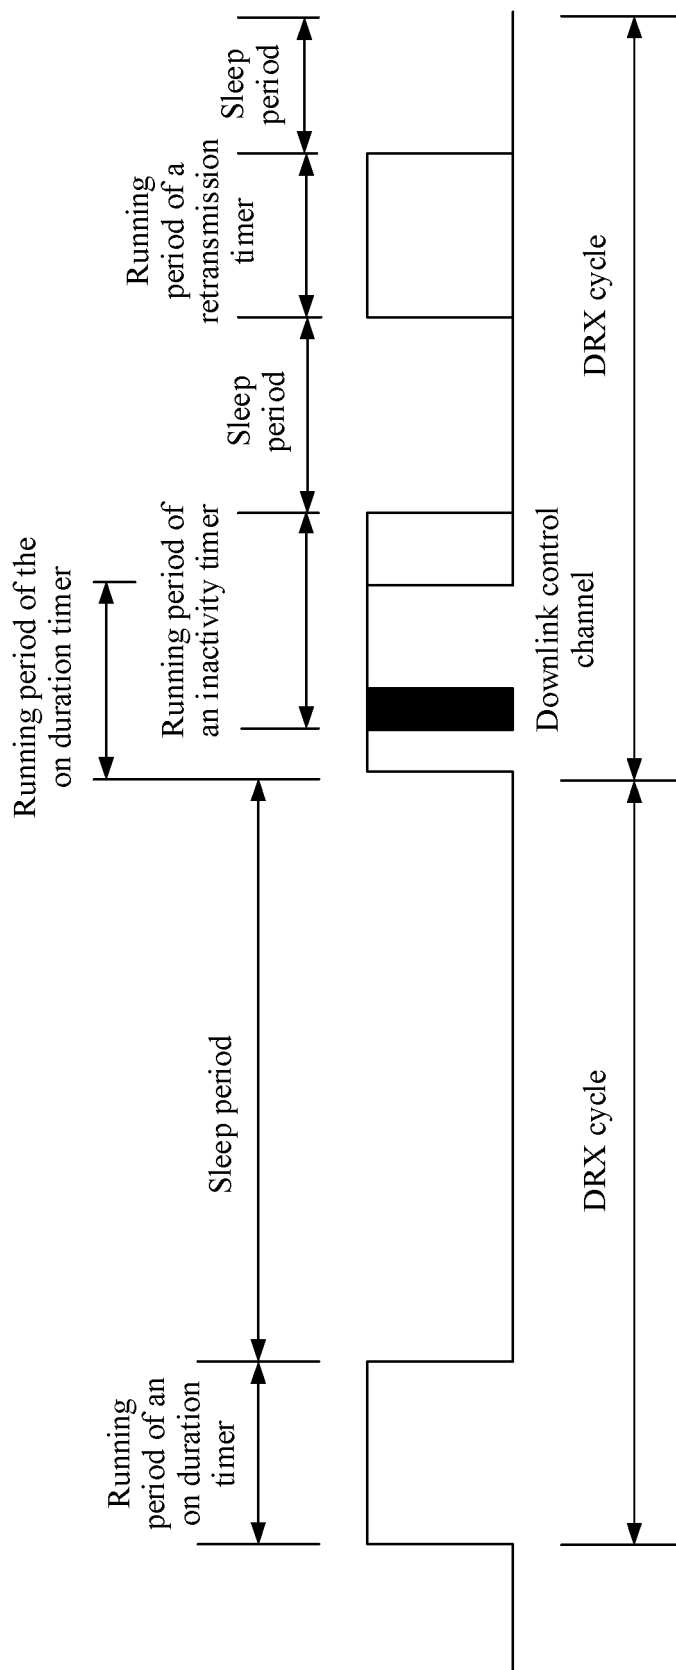 Running
period of an
on duration
timer
Sleep period
Running period of the
on duration timer
Running period of
an inactivity timer
Sleep
period
Running
period of a
retransmission
timer
Sleep
period
Downlink control
channel
DRX cycle
DRX cycle